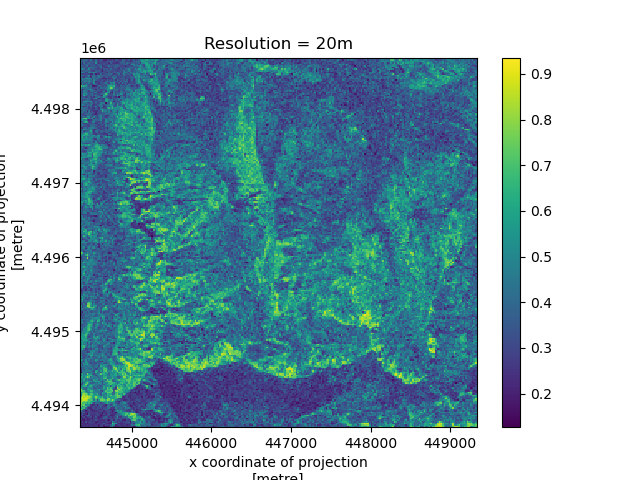 Resolution = 20m
1e6
4.498
4.497
4.496
4.495
4.494
y coordinate of projection
[metre]
445000 446000 447000 448000 449000
x coordinate of projection
[metre]
0.9
0.8
0.7
0.6
0.5
0.4
0.3
0.2